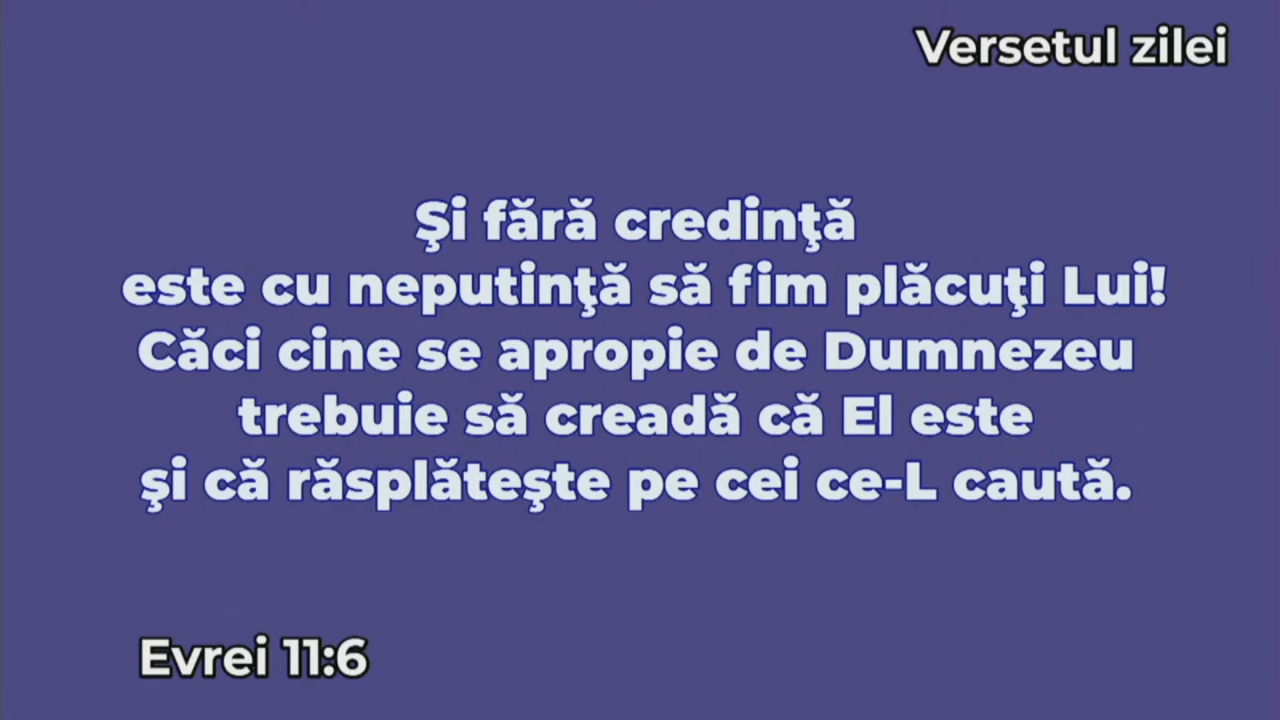 Versetul zilei
Şi fără credinţă
este cu neputinţă să fim plăcuţi Lui!
Căci cine se apropie de Dumnezeu
trebuie să creadă că El este
şi că răsplăteşte pe cei ce-L caută.
Evrei 11:6